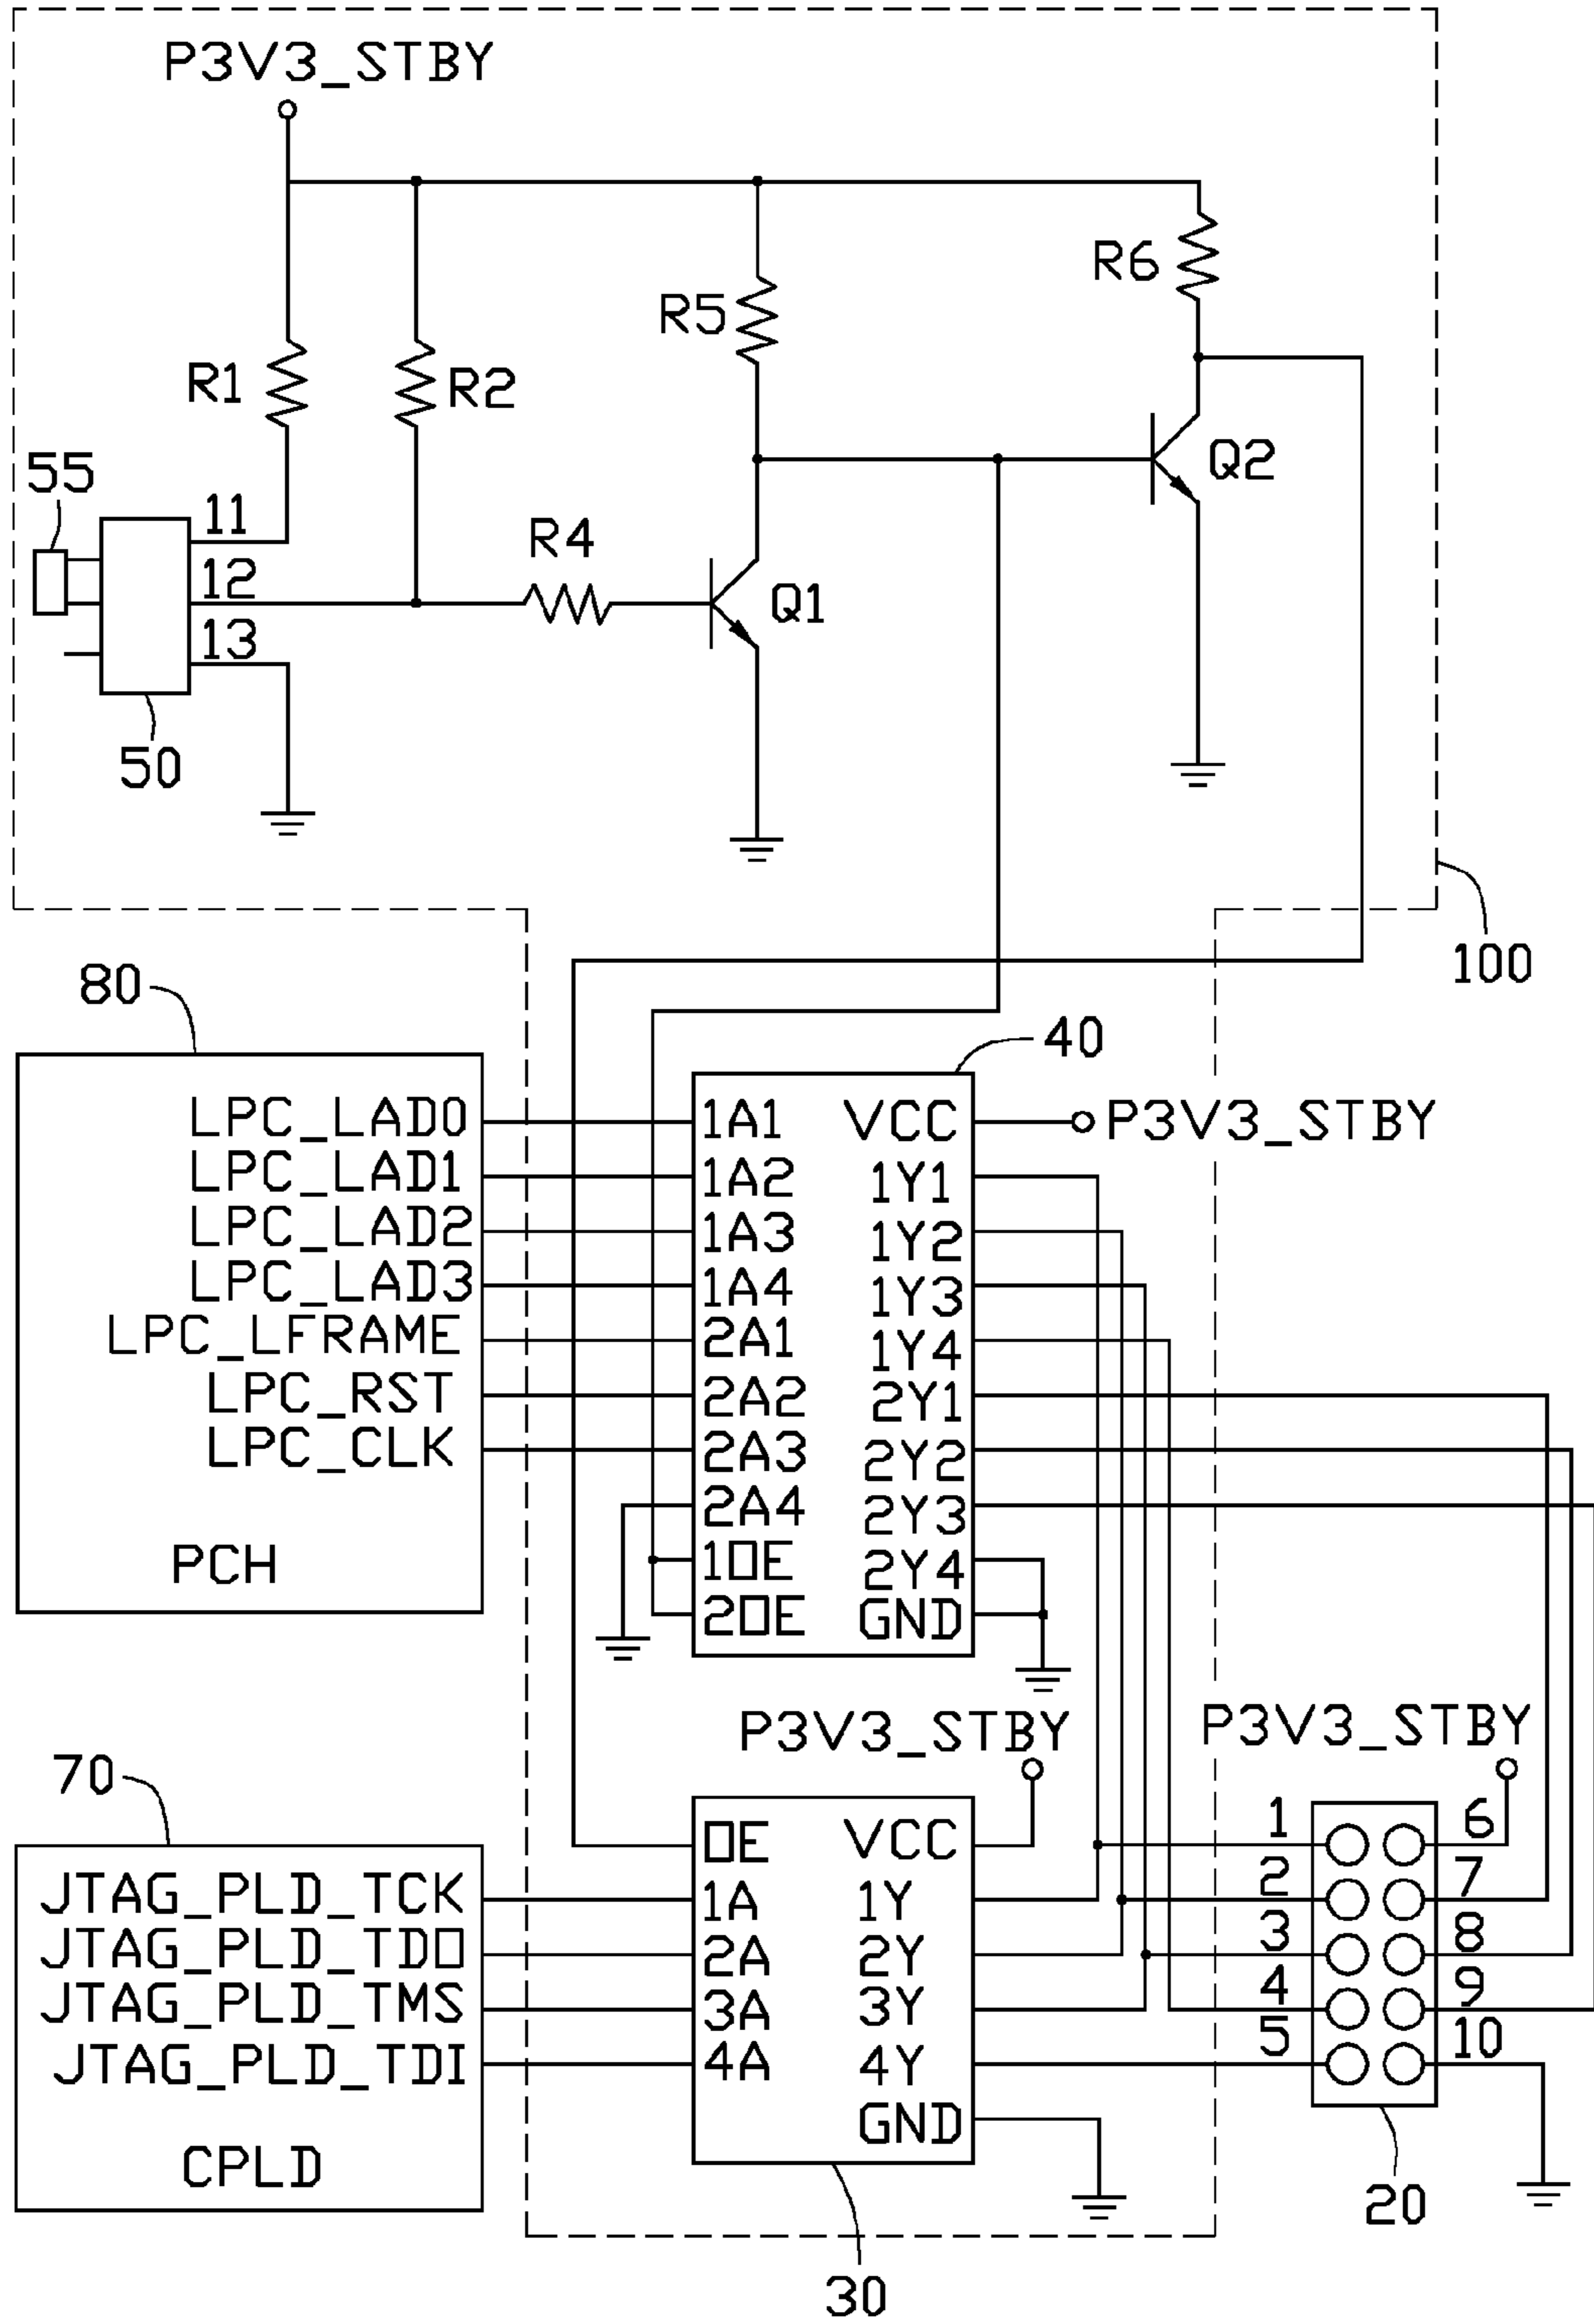 P3V3_STBY
R6
R5
R1
R2
55
11
Q2
R4
12
Q1
13
50
100
80
40
LPC_LAD0
1A1
VCC
P3V3_STBY
LPC_LAD1
1A2
1Y1
LPC_LAD2
1A3
1Y2
LPC_LAD3
1A4
1Y3
LPC_LFRAME
2A1
1Y4
LPC_RST
2A2
2Y1
LPC_CLK
2A3
2Y2
2A4
2Y3
PCH
1OE
2Y4
2OE
GND
P3V3_STBY
P3V3_STBY
70
1
6
OE
VCC
2
7
JTAG_PLD_TCK
1A
1Y
3
8
JTAG_PLD_TDO
2A
2Y
4
9
JTAG_PLD_TMS
3A
3Y
5
10
JTAG_PLD_TDI
4A
4Y
GND
CPLD
20
30